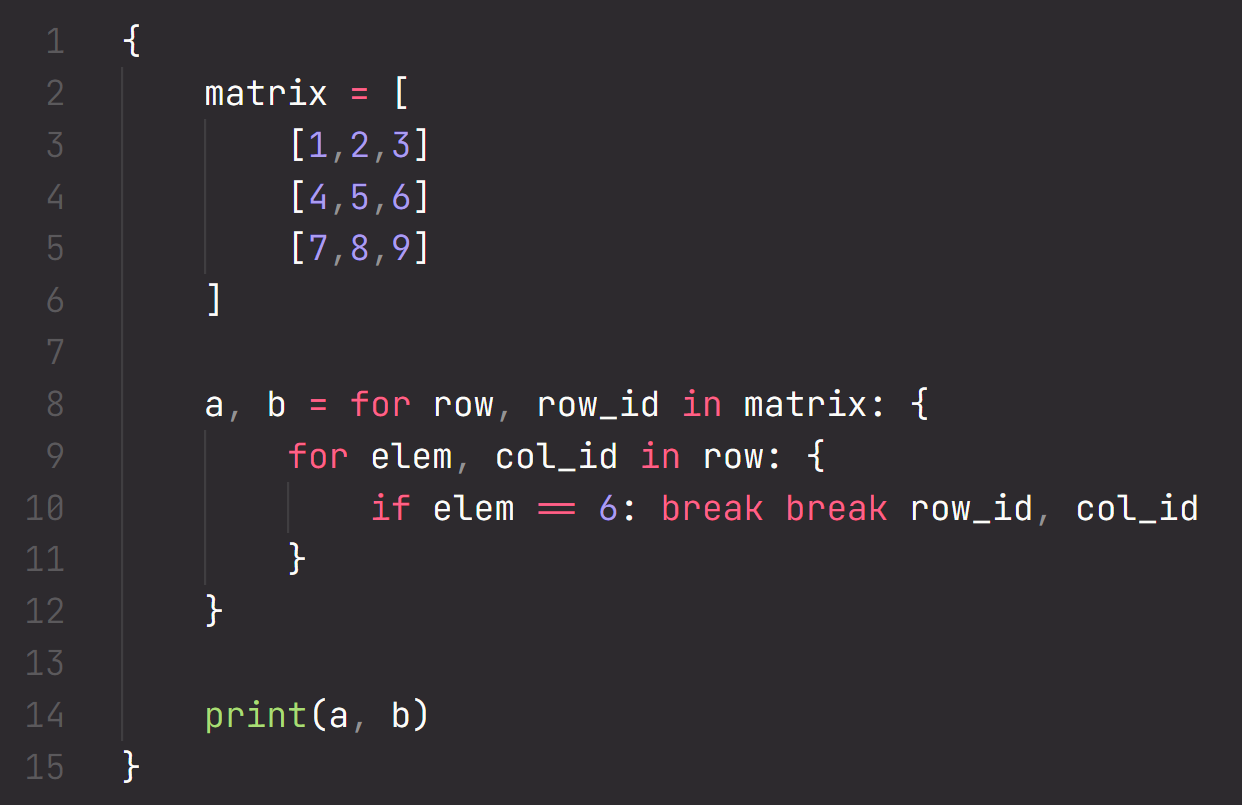 1 {
2     matrix = [
3         [1,2,3]
4         [4,5,6]
5         [7,8,9]
6     ]
7
8     a, b = for row, row_id in matrix: {
9         for elem, col_id in row: {
10             if elem == 6: break break row_id, col_id
11         }
12     }
13
14     print(a, b)
15 }